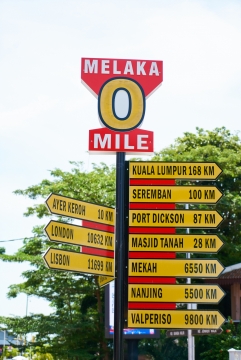 MELAKA
0
MILE
KUALA LUMPUR 168 KM
SEREMBAN 100 KM
PORT DICKSON 87 KM
MASJID TANAH 28 KM
MEKAH 6550 KM
NANJING 5500 KM
VALPERISO 9800 KM
AYER KEROH 10 KM
LONDON 10632 KM
LISBON 11698 KM